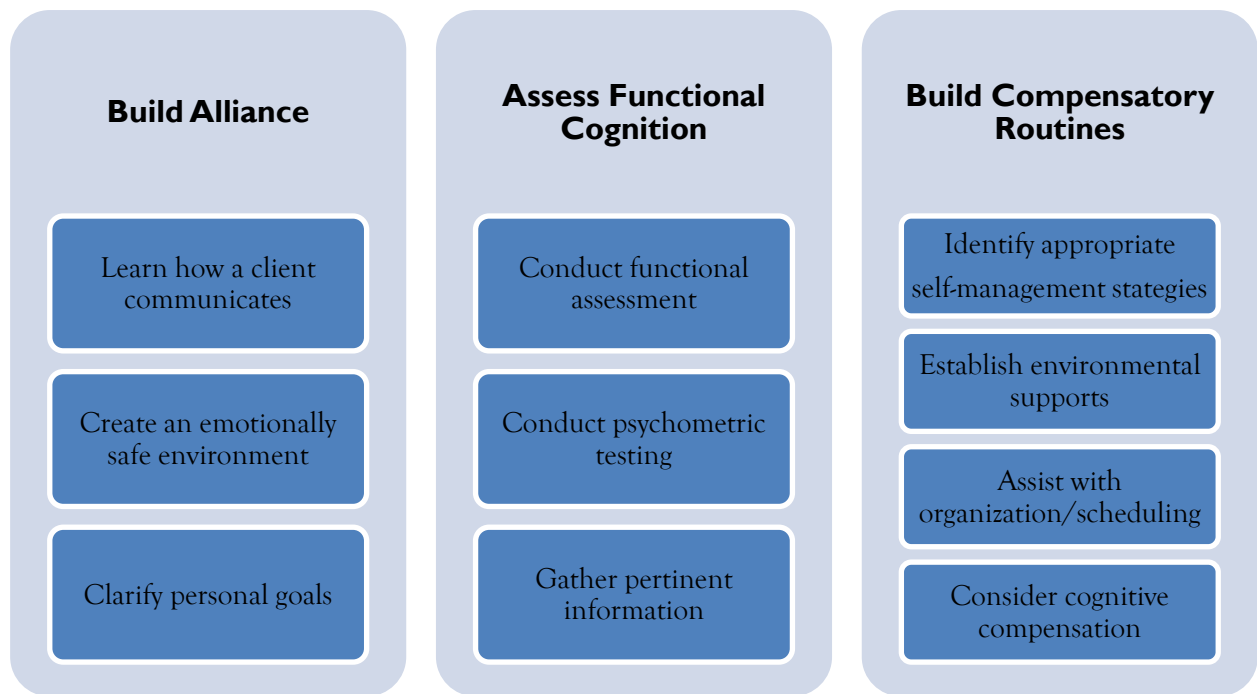 Build Alliance
Learn how a client
communicates
Create an emotionally
safe environment
Clarify personal goals
Assess Functional
Cognition
Conduct functional
assessment
Conduct psychometric
testing
Gather pertinent
information
Build Compensatory
Routines
Identify appropriate
self-management stategies
Establish environmental
supports
Assist with
organization/scheduling
Consider cognitive
compensation